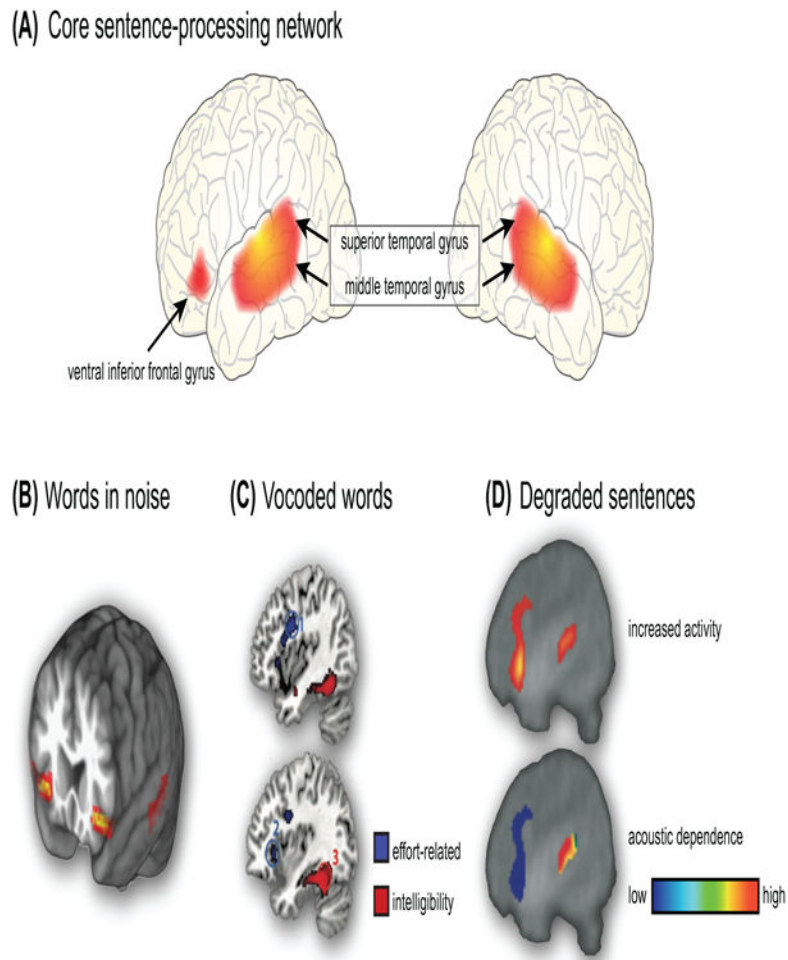 (A) Core sentence-processing network
superior temporal gyrus
middle temporal gyrus
ventral inferior frontal gyrus
(B) Words in noise
(C) Vocoded words
(D) Degraded sentences
1
increased activity
2
3
effort-related
intelligibility
acoustic dependence
low
high